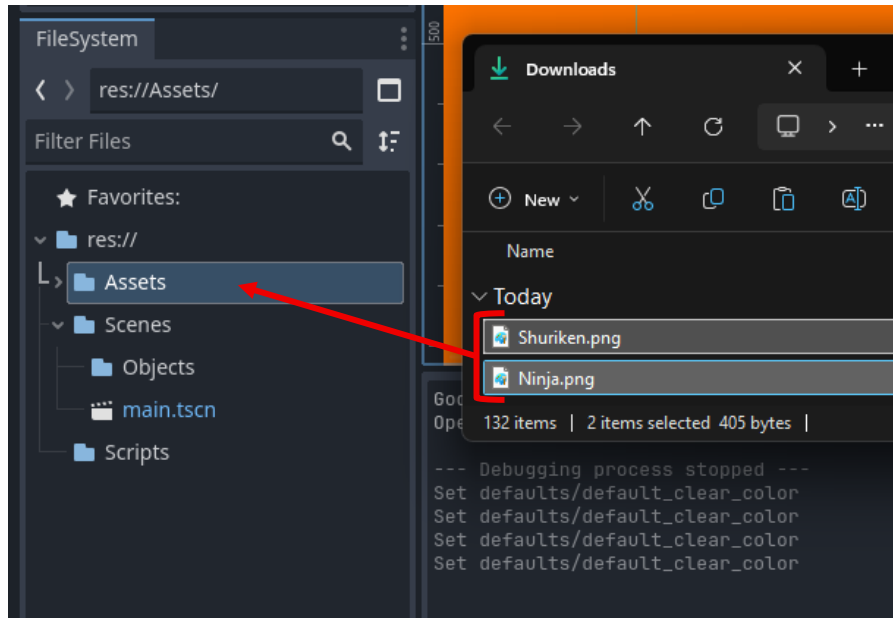 FileSystem
res://Assets/
Filter Files
Favorites:
res://
Assets
Scenes
Objects
main.tscn
Scripts
500
Downloads
New
Name
Today
Shuriken.png
Ninja.png
132 items | 2 items selected 405 bytes |
--- Debugging process stopped ---
Set defaults/default_clear_color
Set defaults/default_clear_color
Set defaults/default_clear_color
Set defaults/default_clear_color